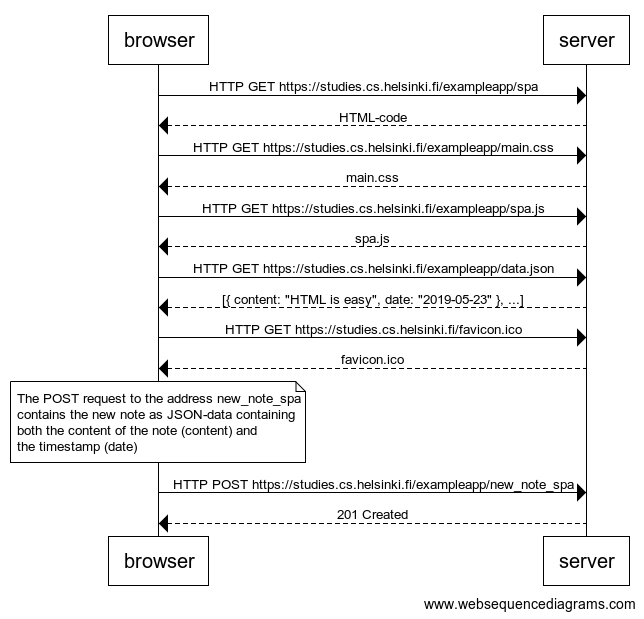 browser
server
HTTP GET https://studies.cs.helsinki.fi/exampleapp/spa
HTML-code
HTTP GET https://studies.cs.helsinki.fi/exampleapp/main.css
main.css
HTTP GET https://studies.cs.helsinki.fi/exampleapp/spa.js
spa.js
HTTP GET https://studies.cs.helsinki.fi/exampleapp/data.json
[{ content: "HTML is easy", date: "2019-05-23" }, ...]
HTTP GET https://studies.cs.helsinki.fi/favicon.ico
favicon.ico
The POST request to the address new_note_spa
contains the new note as JSON-data containing
both the content of the note (content) and
the timestamp (date)
HTTP POST https://studies.cs.helsinki.fi/exampleapp/new_note_spa
201 Created
browser
server
www.websequencediagrams.com